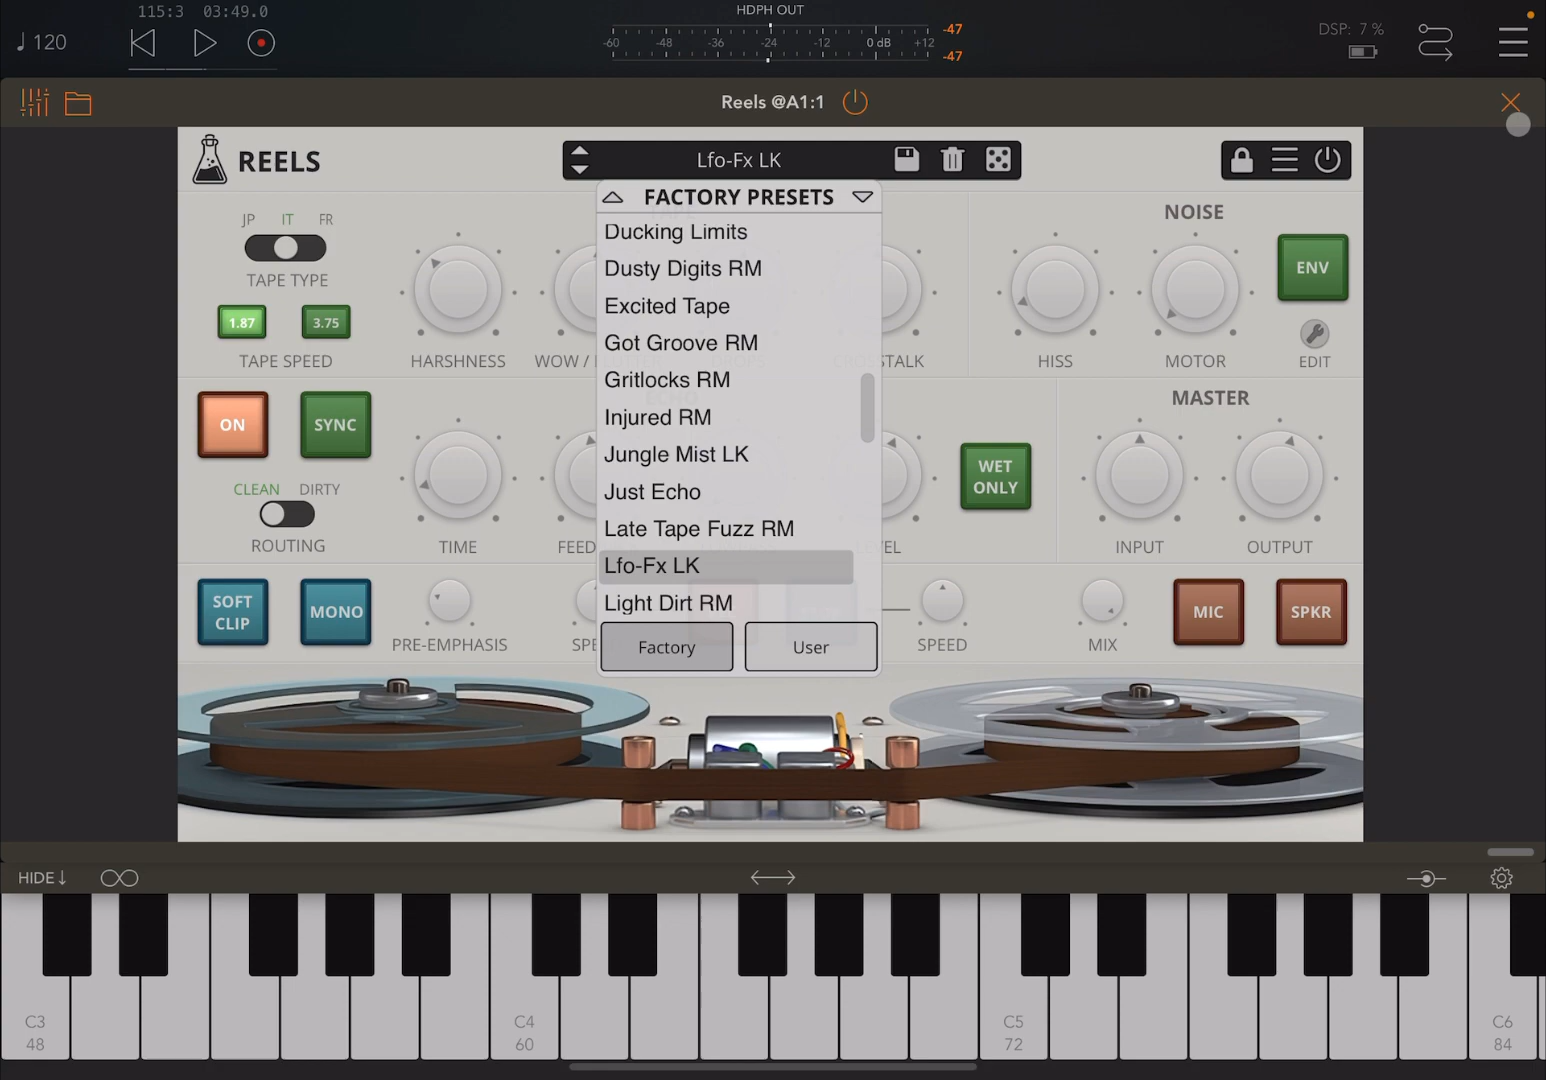 115:3 03:49.0
120
HDPH OUT
-60 -48 -36 -24 -12 0 dB +12
-47
-47
DSP: 7 %
Reels @A1:1
REELS
Lfo-Fx LK
FACTORY PRESETS
Ducking Limits
Dusty Digits RM
Excited Tape
Got Groove RM
Gritlocks RM
Injured RM
Jungle Mist LK
Just Echo
Late Tape Fuzz RM
Lfo-Fx LK
Light Dirt RM
Factory User
JP IT FR
TAPE TYPE
1.87 3.75
TAPE SPEED
HARSHNESS
WOW /
NOISE
HISS MOTOR
ENV
EDIT
ON SYNC
CLEAN DIRTY
ROUTING
TIME
WET
ONLY
MASTER
INPUT OUTPUT
SOFT
CLIP
MONO
PRE-EMPHASIS
SPEED
MIX
MIC SPKR
HIDE↓
C3
48
C4
60
C5
72
C6
84